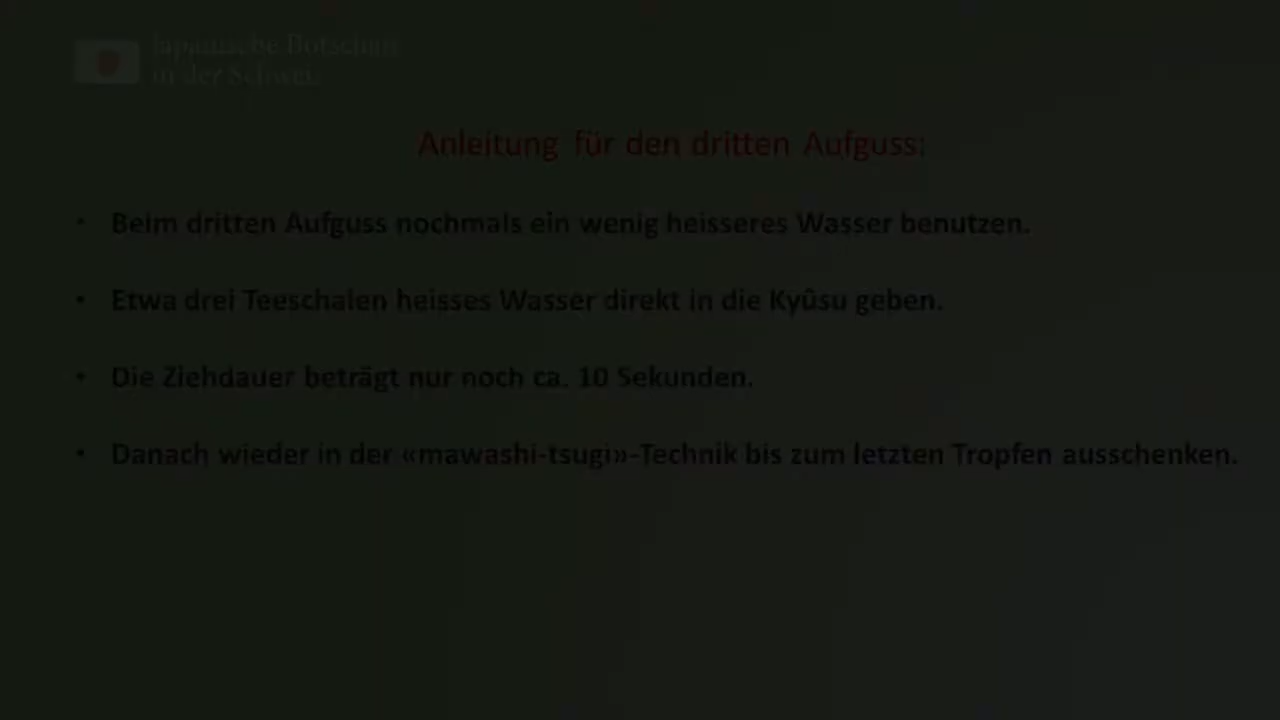 Japanische Botschaft
in der Schweiz
Anleitung für den dritten Aufguss:
• Beim dritten Aufguss nochmals ein wenig heisseres Wasser benutzen.
• Etwa drei Teeschalen heisses Wasser direkt in die Kyûsu geben.
• Die Ziehdauer beträgt nur noch ca. 10 Sekunden.
• Danach wieder in der «mawashi-tsugi»-Technik bis zum letzten Tropfen ausschenken.